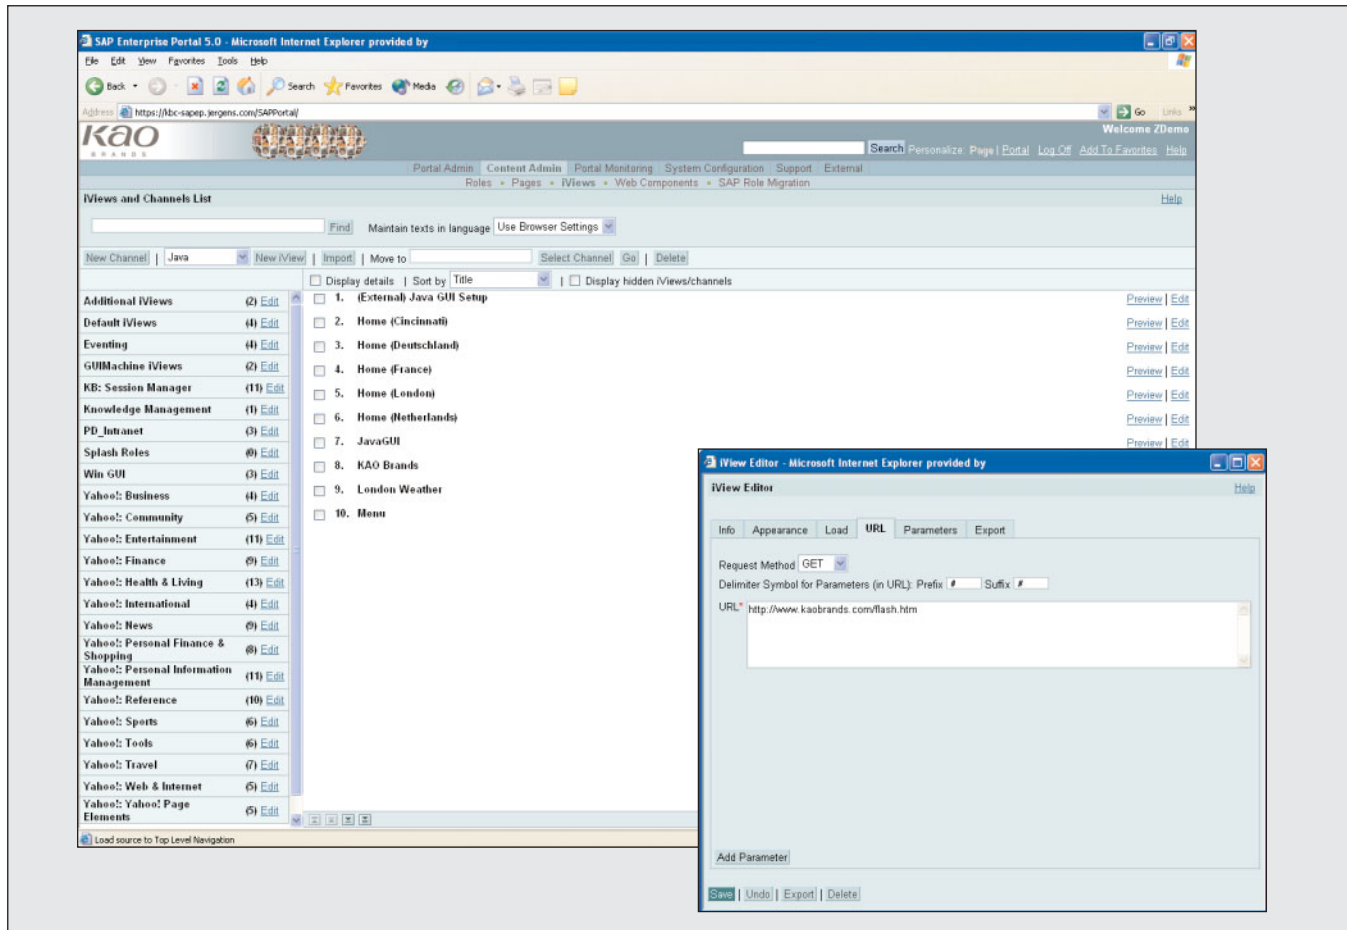 SAP Enterprise Portal 5.0 - Microsoft Internet Explorer provided by
File Edit View Favorites Tools Help
Back Search Favorites Media
Address https://kbc-sapep.jergens.com/SAPPortal/ Go Links »
Kao
BRANDS
Welcome ZDemo
Search Personalize: Page | Portal Log Off Add To Favorites Help
Portal Admin Content Admin Portal Monitoring System Configuration Support External
Roles • Pages • iViews • Web Components • SAP Role Migration
iViews and Channels List Help
Find Maintain texts in language Use Browser Settings
New Channel | Java New iView | Import | Move to Select Channel Go | Delete
Display details | Sort by Title | Display hidden iViews/channels
Additional iViews (2) Edit
Default iViews (4) Edit
Eventing (4) Edit
GUIMachine iViews (2) Edit
KB: Session Manager (11) Edit
Knowledge Management (1) Edit
PD_Intranet (3) Edit
Splash Roles (0) Edit
Win GUI (3) Edit
Yahoo!: Business (4) Edit
Yahoo!: Community (5) Edit
Yahoo!: Entertainment (11) Edit
Yahoo!: Finance (9) Edit
Yahoo!: Health & Living (13) Edit
Yahoo!: International (4) Edit
Yahoo!: News (9) Edit
Yahoo!: Personal Finance &
Shopping (8) Edit
Yahoo!: Personal Information
Management (11) Edit
Yahoo!: Reference (10) Edit
Yahoo!: Sports (6) Edit
Yahoo!: Tools (6) Edit
Yahoo!: Travel (7) Edit
Yahoo!: Web & Internet (5) Edit
Yahoo!: Yahoo! Page
Elements (5) Edit
1. (External) Java GUI Setup Preview | Edit
2. Home (Cincinnati) Preview | Edit
3. Home (Deutschland) Preview | Edit
4. Home (France) Preview | Edit
5. Home (London) Preview | Edit
6. Home (Netherlands) Preview | Edit
7. JavaGUI Preview | Edit
8. KAO Brands
9. London Weather
10. Menu
Load source to Top Level Navigation
iView Editor - Microsoft Internet Explorer provided by
iView Editor Help
Info Appearance Load URL Parameters Export
Request Method GET
Delimiter Symbol for Parameters (in URL): Prefix # Suffix #
URL* http://www.kaobrands.com/flash.htm
Add Parameter
Save | Undo | Export | Delete